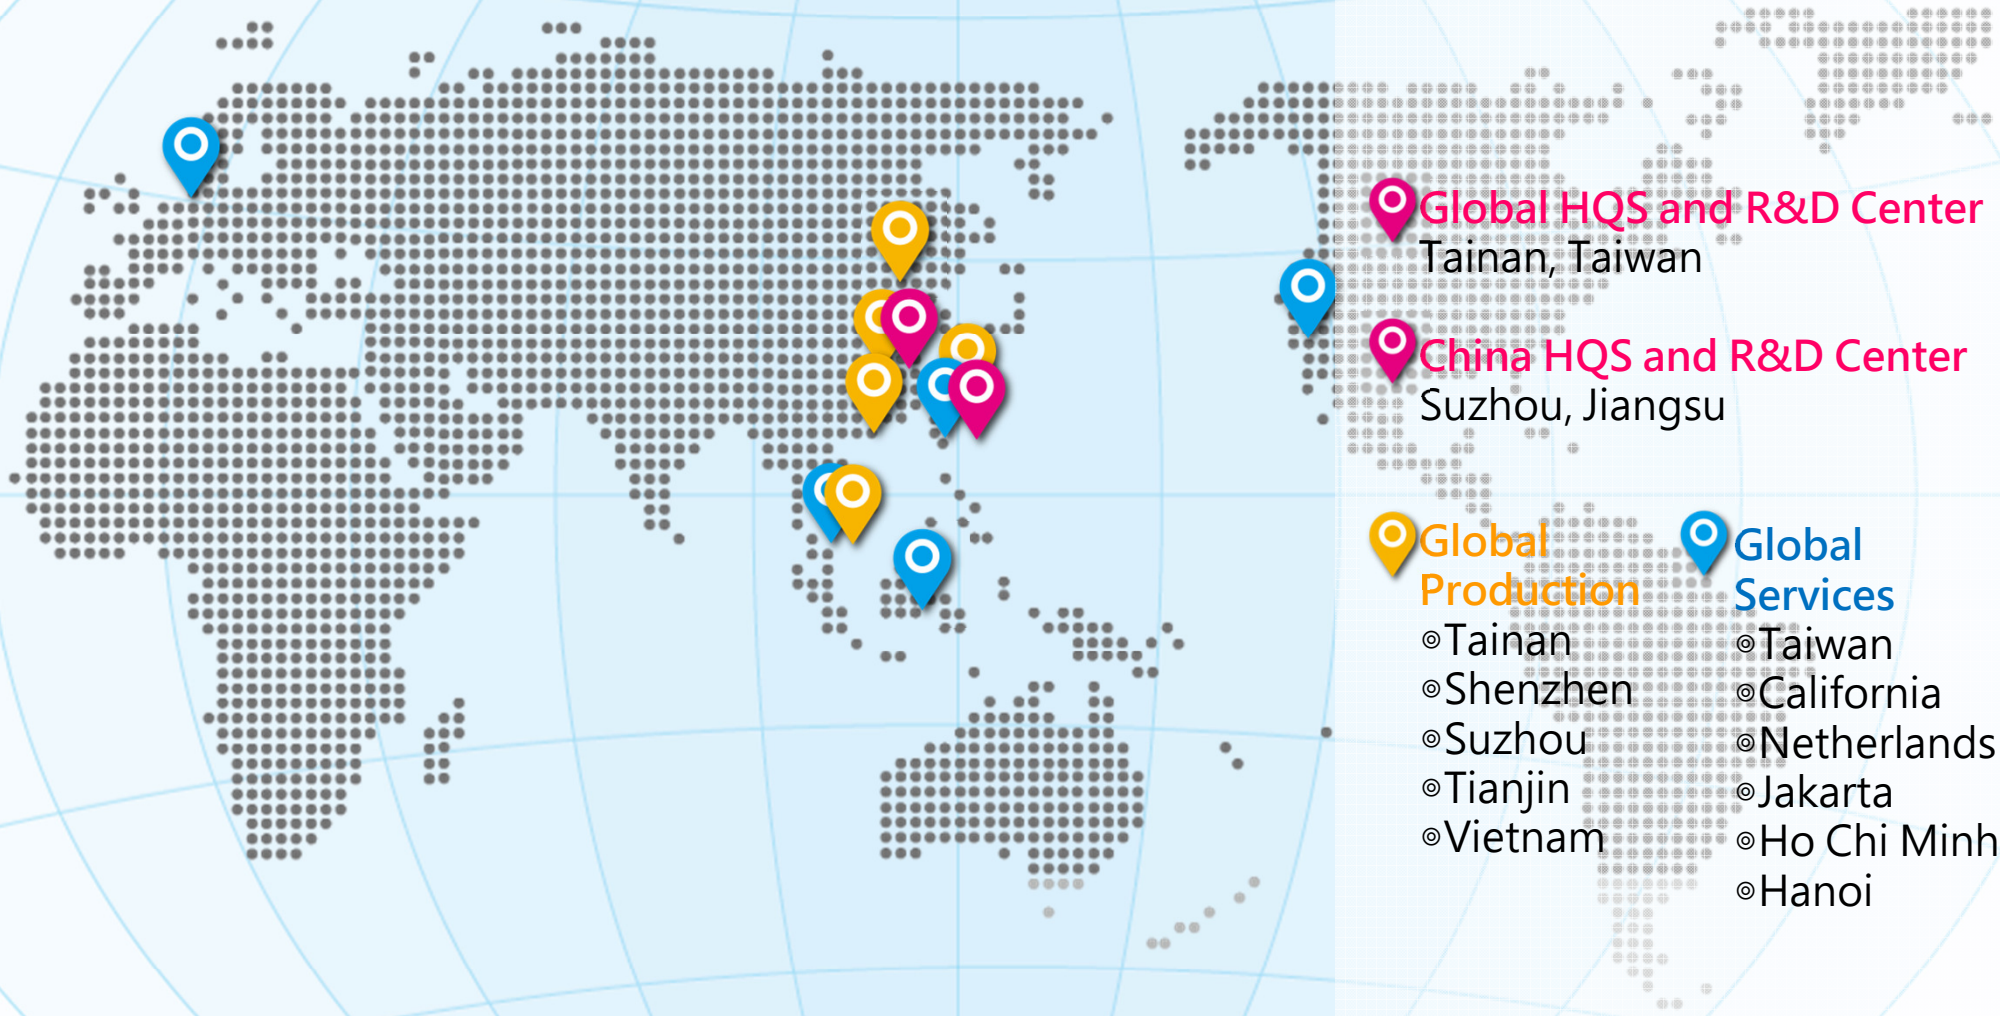 Global HQS and R&D Center
Tainan, Taiwan
China HQS and R&D Center
Suzhou, Jiangsu
Global
Production
◎Tainan
◎Shenzhen
◎Suzhou
◎Tianjin
◎Vietnam
Global
Services
◎Taiwan
◎California
◎Netherlands
◎Jakarta
◎Ho Chi Minh
◎Hanoi